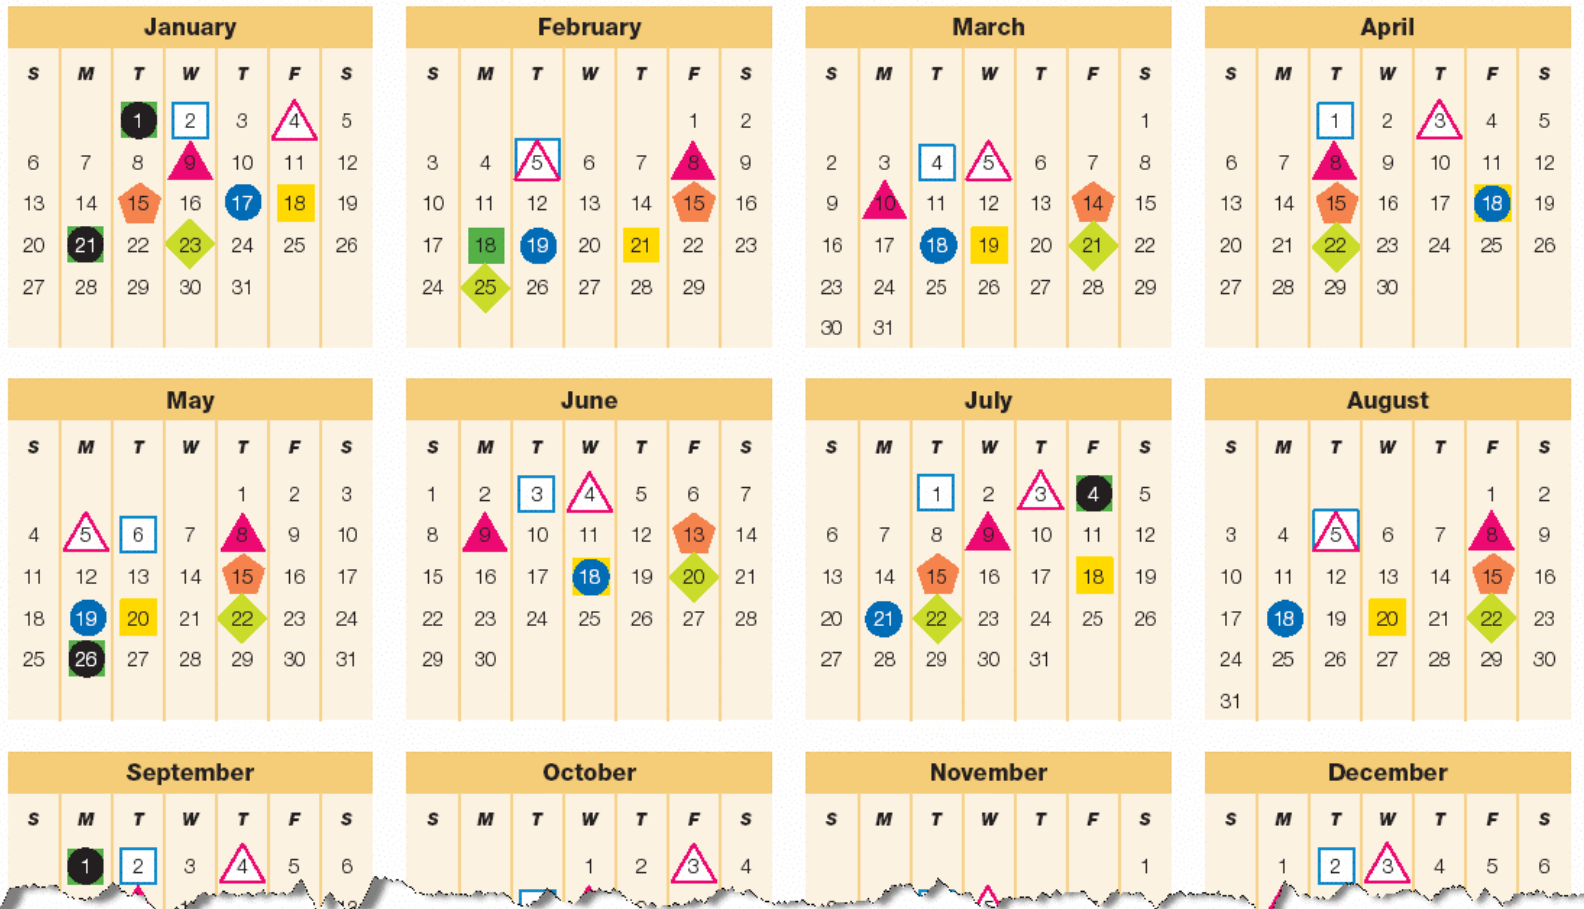 January
S M T W T F S
1 2 3 4 5
6 7 8 9 10 11 12
13 14 15 16 17 18 19
20 21 22 23 24 25 26
27 28 29 30 31
February
S M T W T F S
1 2
3 4 5 6 7 8 9
10 11 12 13 14 15 16
17 18 19 20 21 22 23
24 25 26 27 28 29
March
S M T W T F S
1
2 3 4 5 6 7 8
9 10 11 12 13 14 15
16 17 18 19 20 21 22
23 24 25 26 27 28 29
30 31
April
S M T W T F S
1 2 3 4 5
6 7 8 9 10 11 12
13 14 15 16 17 18 19
20 21 22 23 24 25 26
27 28 29 30
May
S M T W T F S
1 2 3
4 5 6 7 8 9 10
11 12 13 14 15 16 17
18 19 20 21 22 23 24
25 26 27 28 29 30 31
June
S M T W T F S
1 2 3 4 5 6 7
8 9 10 11 12 13 14
15 16 17 18 19 20 21
22 23 24 25 26 27 28
29 30
July
S M T W T F S
1 2 3 4 5
6 7 8 9 10 11 12
13 14 15 16 17 18 19
20 21 22 23 24 25 26
27 28 29 30 31
August
S M T W T F S
1 2
3 4 5 6 7 8 9
10 11 12 13 14 15 16
17 18 19 20 21 22 23
24 25 26 27 28 29 30
31
September
S M T W T F S
1 2 3 4 5 6
October
S M T W T F S
1 2 3 4
November
S M T W T F S
1
December
S M T W T F S
1 2 3 4 5 6